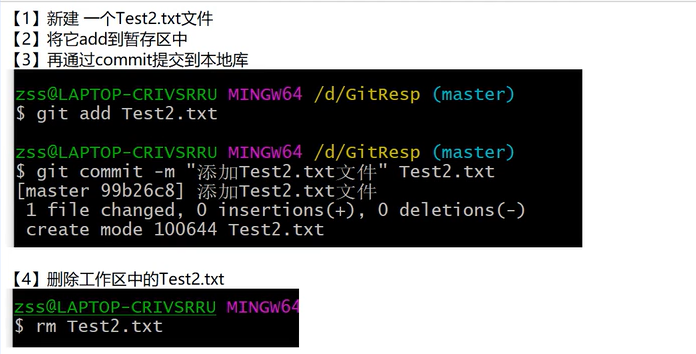 【1】新建 一个Test2.txt文件
【2】将它add到暂存区中
【3】再通过commit提交到本地库
zss@LAPTOP-CRIVSRRU MINGW64 /d/GitResp (master)
$ git add Test2.txt
zss@LAPTOP-CRIVSRRU MINGW64 /d/GitResp (master)
$ git commit -m "添加Test2.txt文件" Test2.txt
[master 99b26c8] 添加Test2.txt文件
1 file changed, 0 insertions(+), 0 deletions(-)
create mode 100644 Test2.txt
【4】删除工作区中的Test2.txt
zss@LAPTOP-CRIVSRRU MINGW64
$ rm Test2.txt